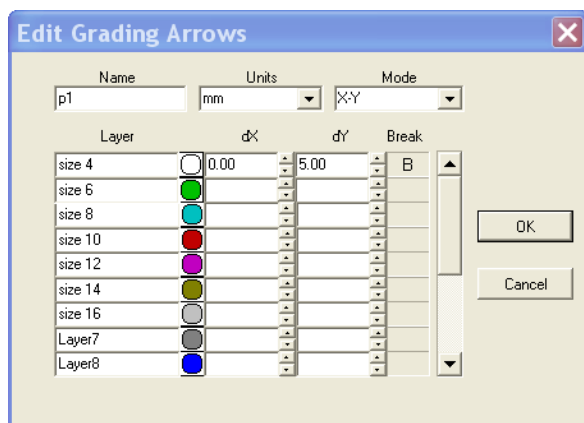 Edit Grading Arrows
Name Units Mode
p1 mm X-Y
Layer dX dY Break
size 4 0.00 5.00 B
size 6
size 8
size 10
size 12
size 14
size 16
Layer7
Layer8
OK
Cancel